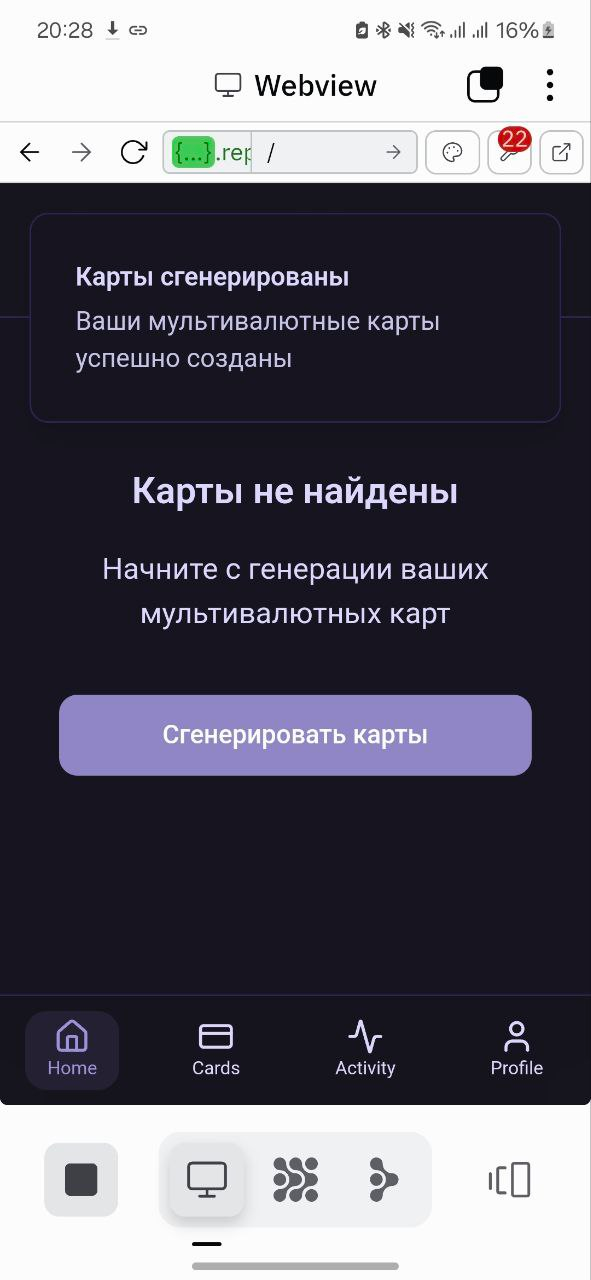 20:28
16%
Webview
{...}.rep
/
22
Карты сгенерированы
Ваши мультивалютные карты
успешно созданы
Карты не найдены
Начните с генерации ваших
мультивалютных карт
Сгенерировать карты
Home
Cards
Activity
Profile